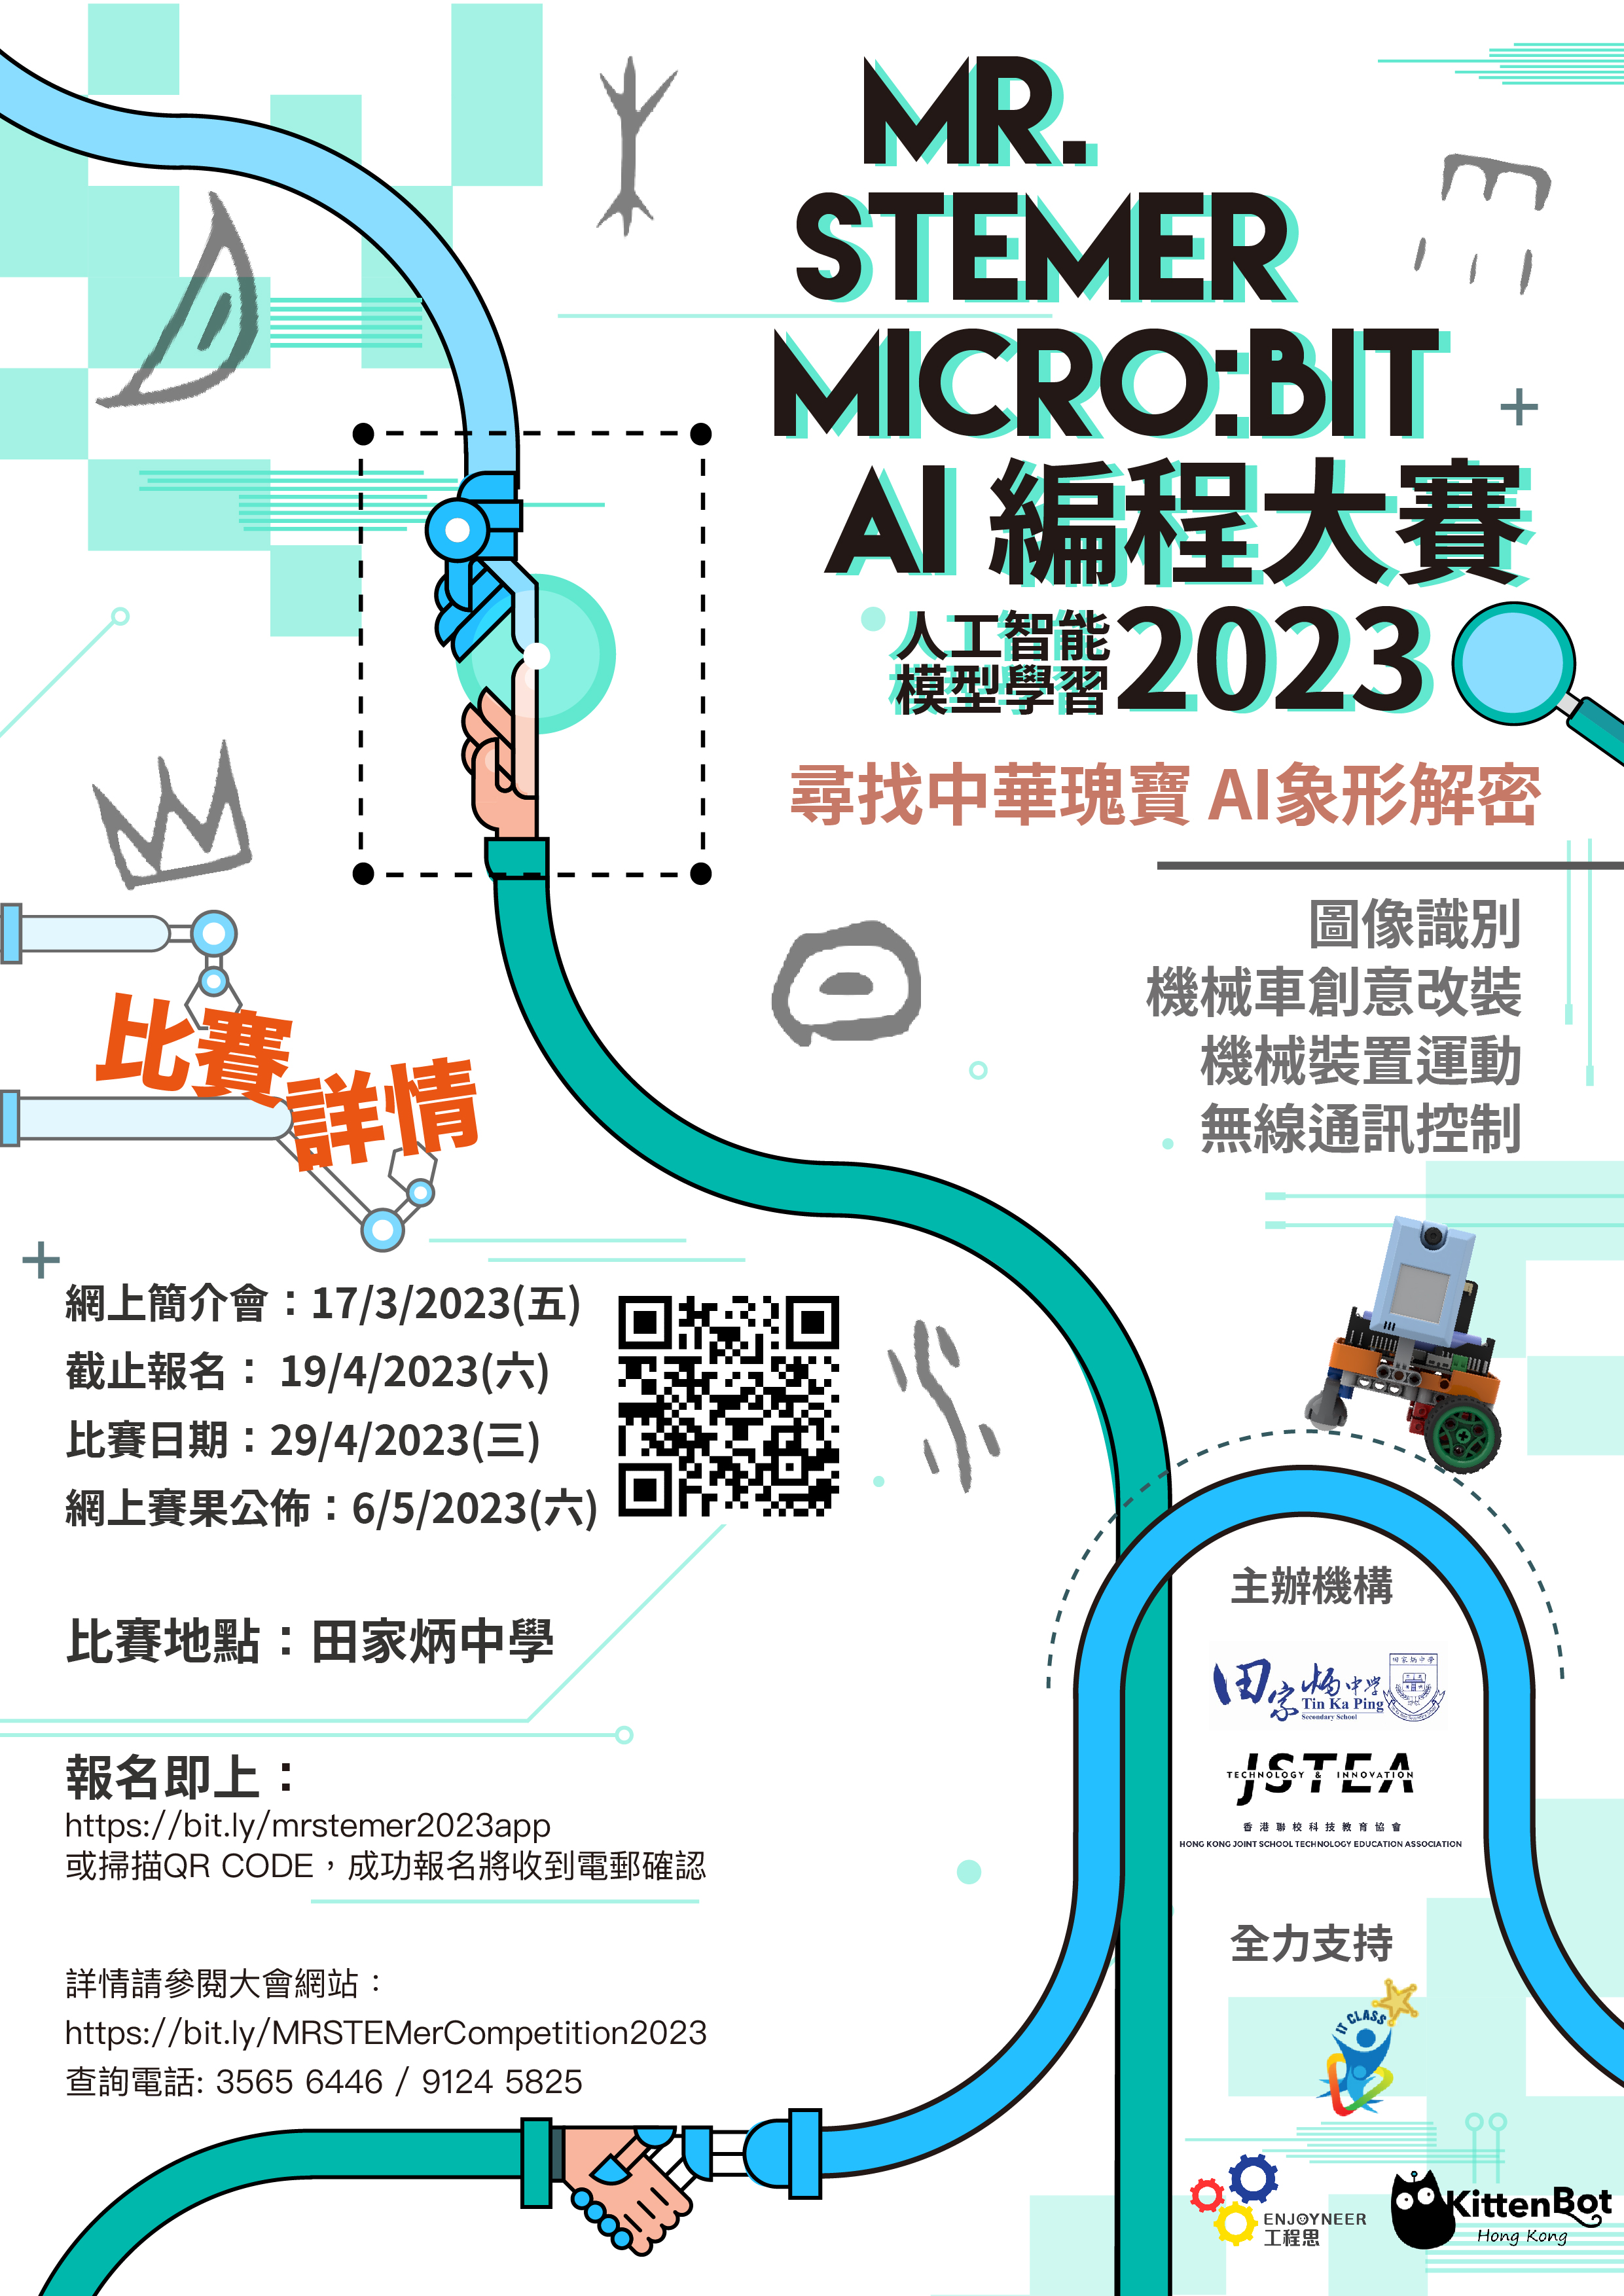 MR.
STEMER
MICRO:BIT
AI 編程大賽
人工智能
模型學習
2023
尋找中華瑰寶 AI象形解密
圖像識別
機械車創意改裝
機械裝置運動
無線通訊控制
比賽詳情
網上簡介會：17/3/2023(五)
截止報名： 19/4/2023(六)
比賽日期：29/4/2023(三)
網上賽果公佈：6/5/2023(六)
比賽地點：田家炳中學
報名即上：
https://bit.ly/mrstemer2023app
或掃描QR CODE，成功報名將收到電郵確認
詳情請參閱大會網站：
https://bit.ly/MRSTEMerCompetition2023
查詢電話: 3565 6446 / 9124 5825
主辦機構
田家炳中学
Tin Ka Ping
Secondary School
田家炳中學
JSTEA
TECHNOLOGY & INNOVATION
香港聯校科技教育協會
HONG KONG JOINT SCHOOL TECHNOLOGY EDUCATION ASSOCIATION
全力支持
IT CLASS
ENJOYNEER
工程思
KittenBot
Hong Kong